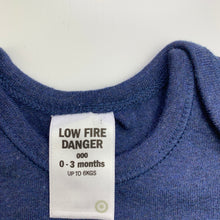 LOW FIRE
DANGER
000
0 - 3 months
UP TO 6KGS